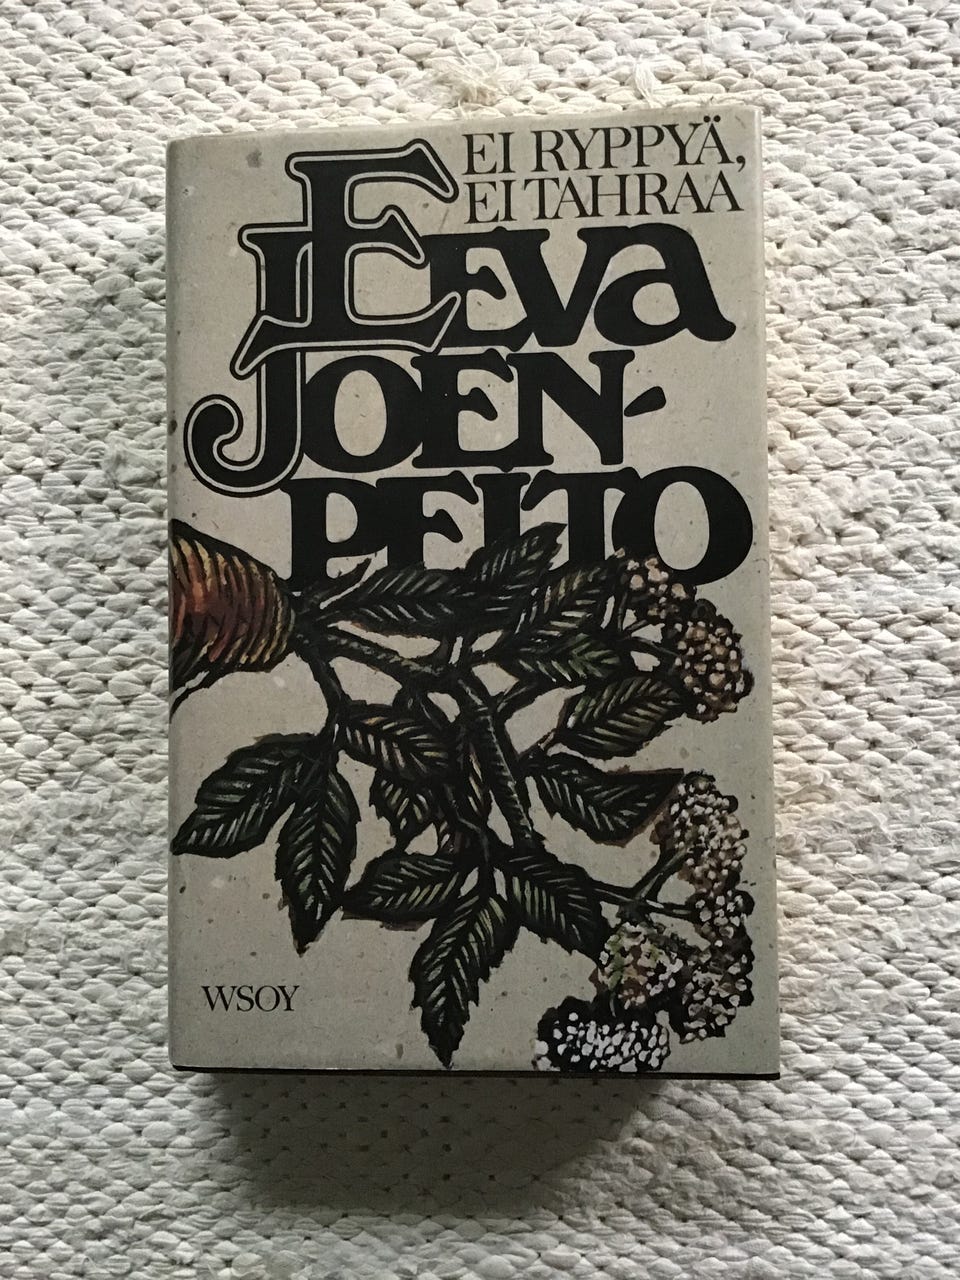 EI RYPPYÄ,
EI TAHRAA
EEVA
JOEN-
PELTO
WSOY